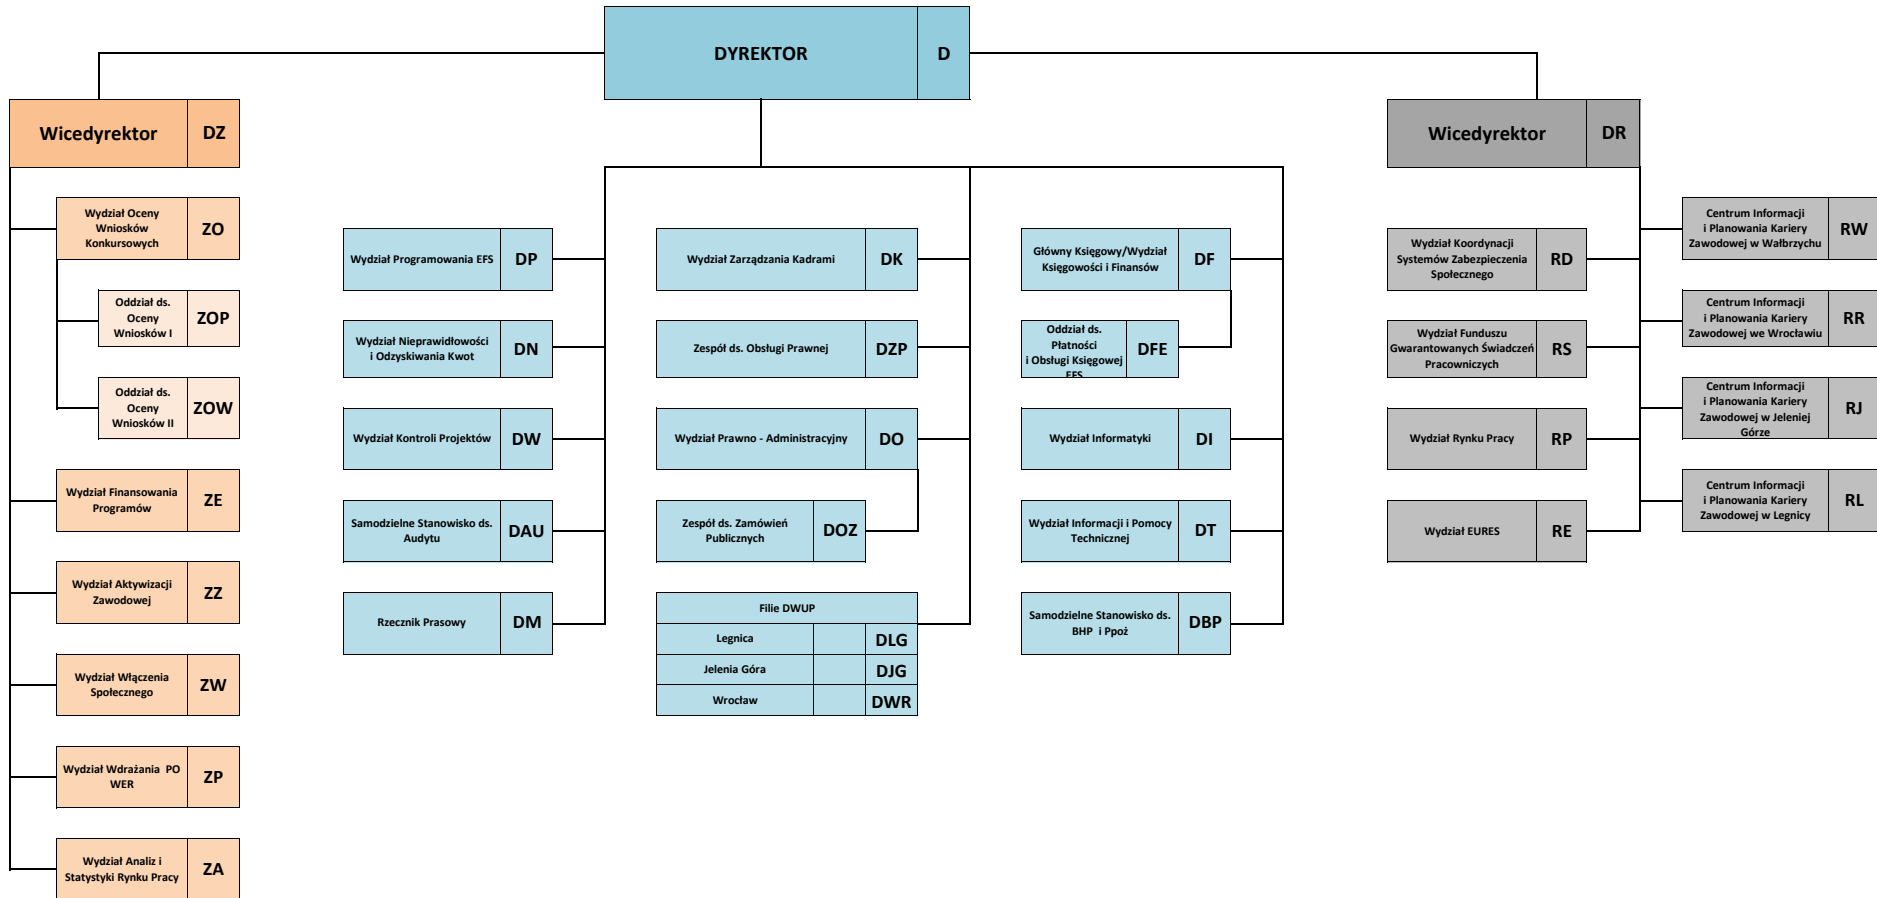 DYREKTOR D
Wicedyrektor DZ
Wydział Oceny
Wniosków
Konkursowych
ZO
Oddział ds.
Oceny
Wniosków I
ZOP
Oddział ds.
Oceny
Wniosków II
ZOW
Wydział Finansowania
Programów
ZE
Wydział Aktywizacji
Zawodowej
ZZ
Wydział Włączenia
Społecznego
ZW
Wydział Wdrażania PO
WER
ZP
Wydział Analiz i
Statystyki Rynku Pracy
ZA
Wydział Programowania EFS DP
Wydział Nieprawidłowości
i Odzyskiwania Kwot
DN
Wydział Kontroli Projektów DW
Samodzielne Stanowisko ds.
Audytu
DAU
Rzecznik Prasowy DM
Wydział Zarządzania Kadrami DK
Zespół ds. Obsługi Prawnej DZP
Wydział Prawno - Administracyjny DO
Zespół ds. Zamówień
Publicznych
DOZ
Filie DWUP
Legnica DLG
Jelenia Góra DJG
Wrocław DWR
Główny Księgowy/Wydział
Księgowości i Finansów
DF
Oddział ds.
Płatności
i Obsługi Księgowej
EFS
DFE
Wydział Informatyki DI
Wydział Informacji i Pomocy
Technicznej
DT
Samodzielne Stanowisko ds.
BHP i Ppoż
DBP
Wicedyrektor DR
Wydział Koordynacji
Systemów Zabezpieczenia
Społecznego
RD
Wydział Funduszu
Gwarantowanych Świadczeń
Pracowniczych
RS
Wydział Rynku Pracy RP
Wydział EURES RE
Centrum Informacji
i Planowania Kariery
Zawodowej w Wałbrzychu
RW
Centrum Informacji
i Planowania Kariery
Zawodowej we Wrocławiu
RR
Centrum Informacji
i Planowania Kariery
Zawodowej w Jeleniej
Górze
RJ
Centrum Informacji
i Planowania Kariery
Zawodowej w Legnicy
RL